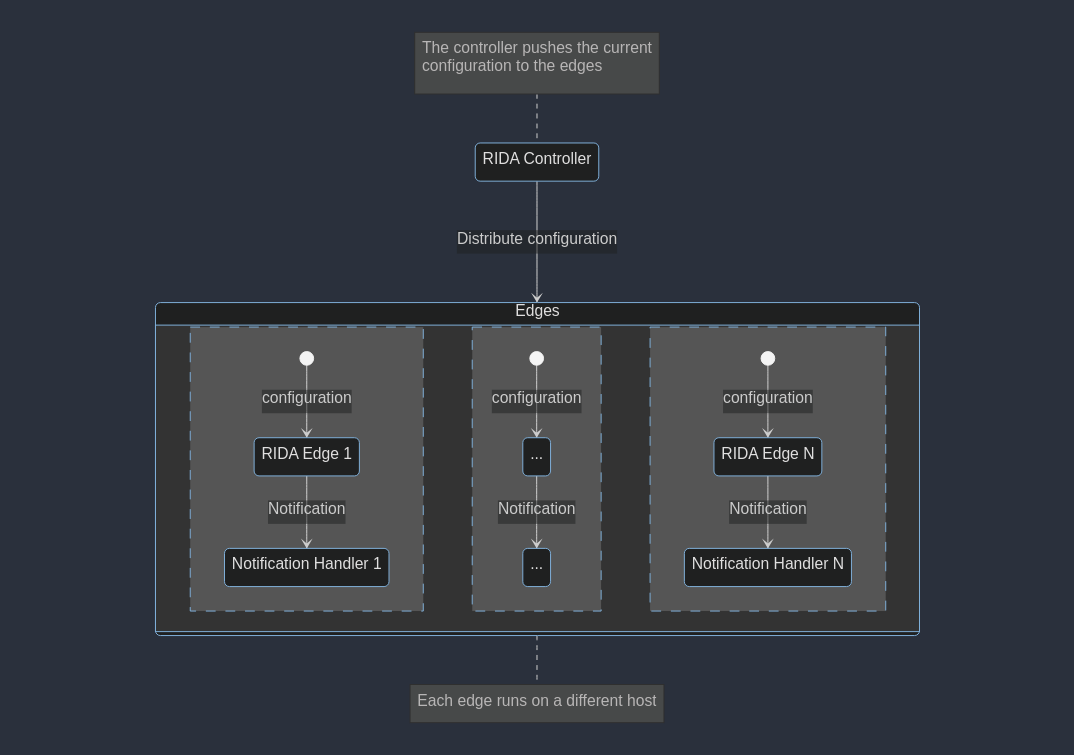 The controller pushes the current
configuration to the edges
RIDA Controller
Distribute configuration
Edges
configuration
configuration
configuration
RIDA Edge 1
...
RIDA Edge N
Notification
Notification
Notification
Notification Handler 1
...
Notification Handler N
Each edge runs on a different host